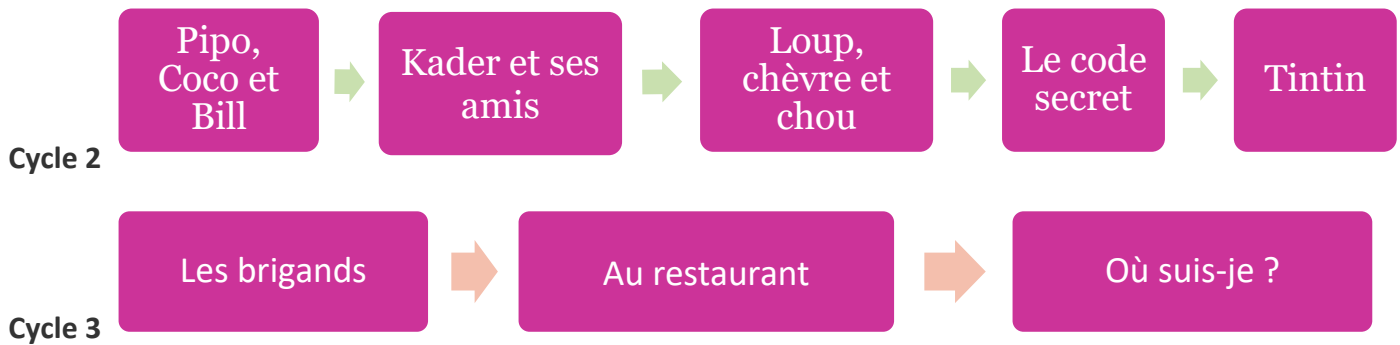 Pipo,
Coco et
Bill
Kader et ses
amis
Loup,
chèvre et
chou
Le code
secret
Tintin
Cycle 2
Les brigands
Au restaurant
Où suis-je ?
Cycle 3